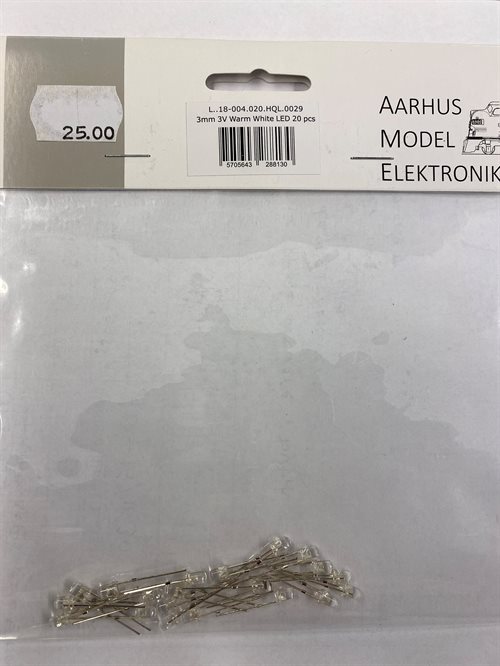 25.00
L..18-004.020.HQL.0029
3mm 3V Warm White LED 20 pcs
5705643 288130
AARHUS
MODEL
ELEKTRONIK